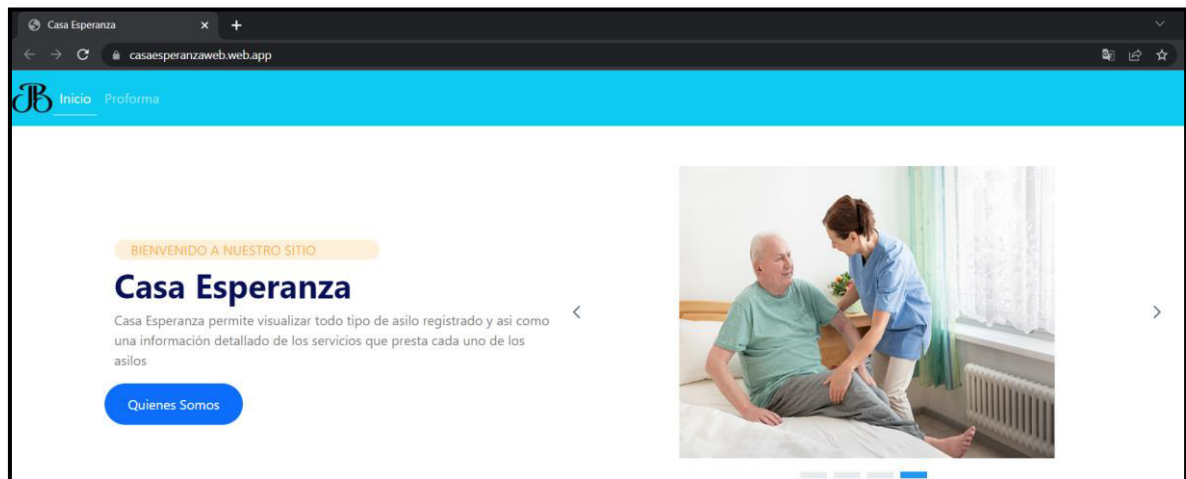 Casa Esperanza
casaesperanzaweb.web.app
JB Inicio Proforma
BIENVENIDO A NUESTRO SITIO
Casa Esperanza
Casa Esperanza permite visualizar todo tipo de asilo registrado y asi como
una información detallado de los servicios que presta cada uno de los
asilos
Quienes Somos